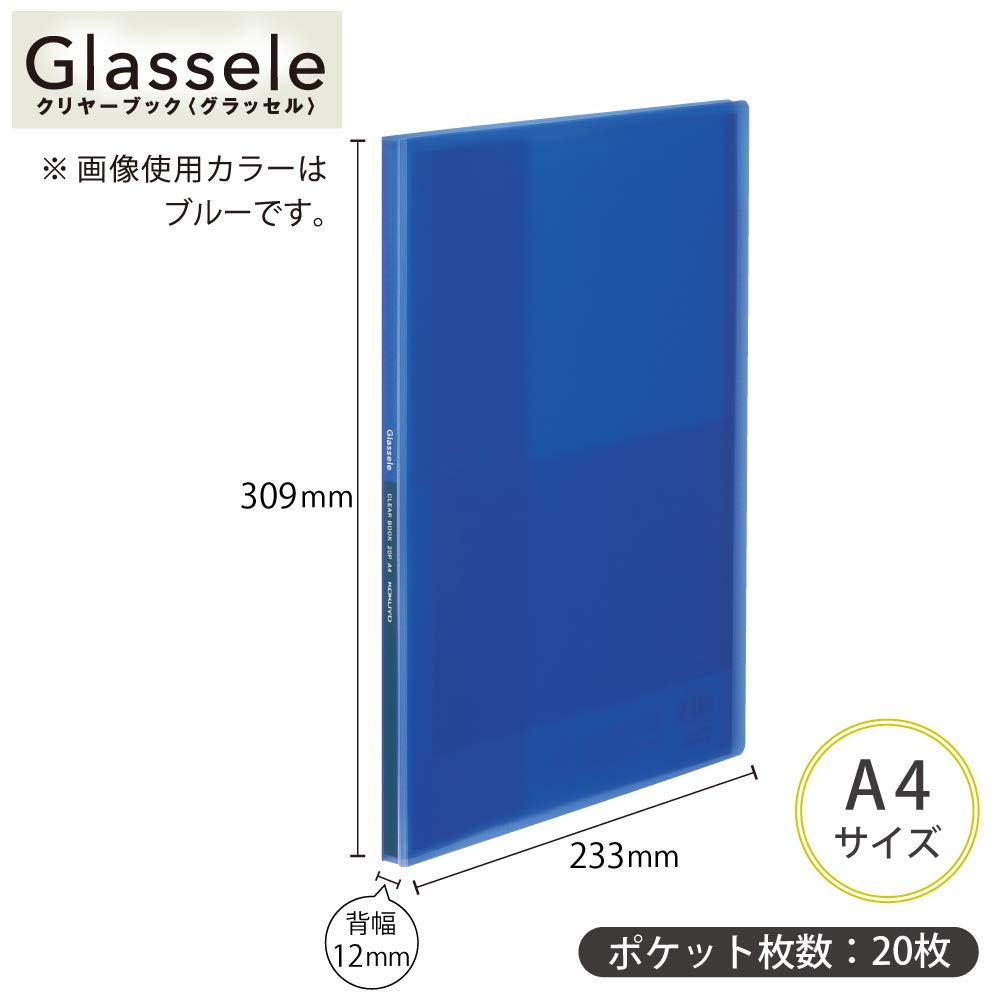 Glassele
クリヤーブック〈グラッセル〉
※ 画像使用カラーは
ブルーです。
309mm
Glassele
CLEAR BOOK 20P A4
KOKUYO
233mm
背幅
12mm
A4
サイズ
ポケット枚数：20枚